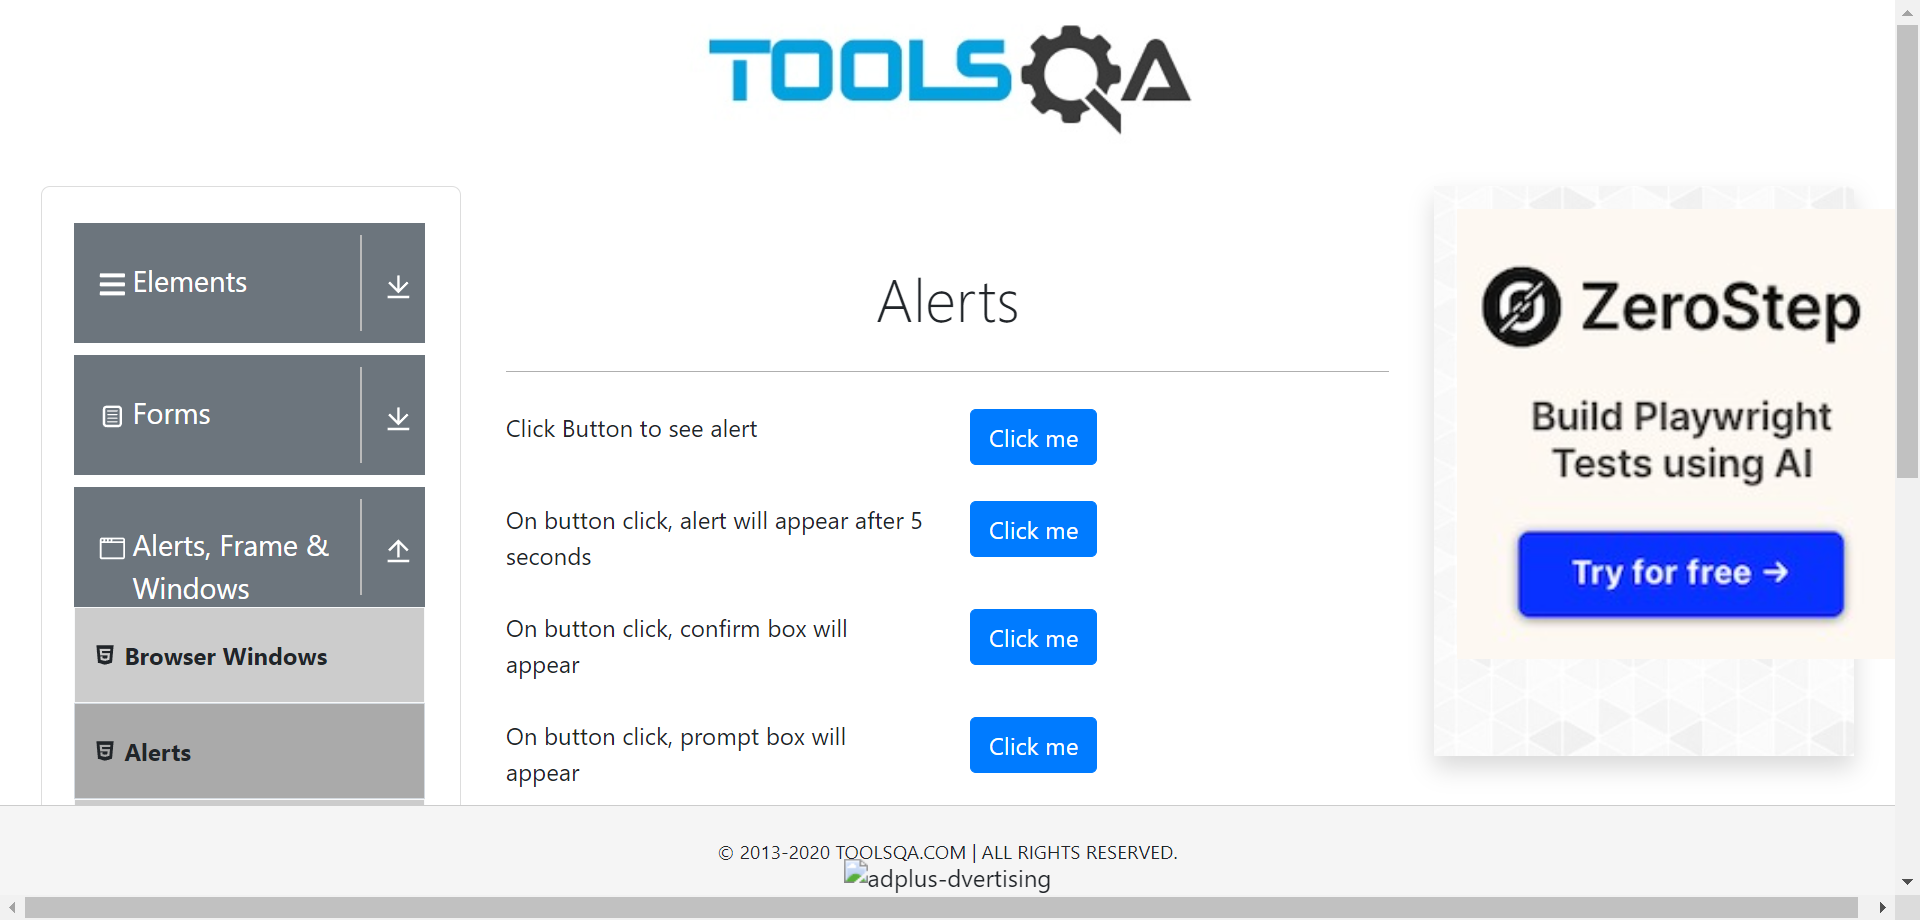 TOOLSQA
Elements
Forms
Alerts, Frame &
Windows
Browser Windows
Alerts
Alerts
Click Button to see alert
Click me
On button click, alert will appear after 5
seconds
Click me
On button click, confirm box will
appear
Click me
On button click, prompt box will
appear
Click me
ZeroStep
Build Playwright
Tests using AI
Try for free →
© 2013-2020 TOOLSQA.COM | ALL RIGHTS RESERVED.
adplus-dvertising